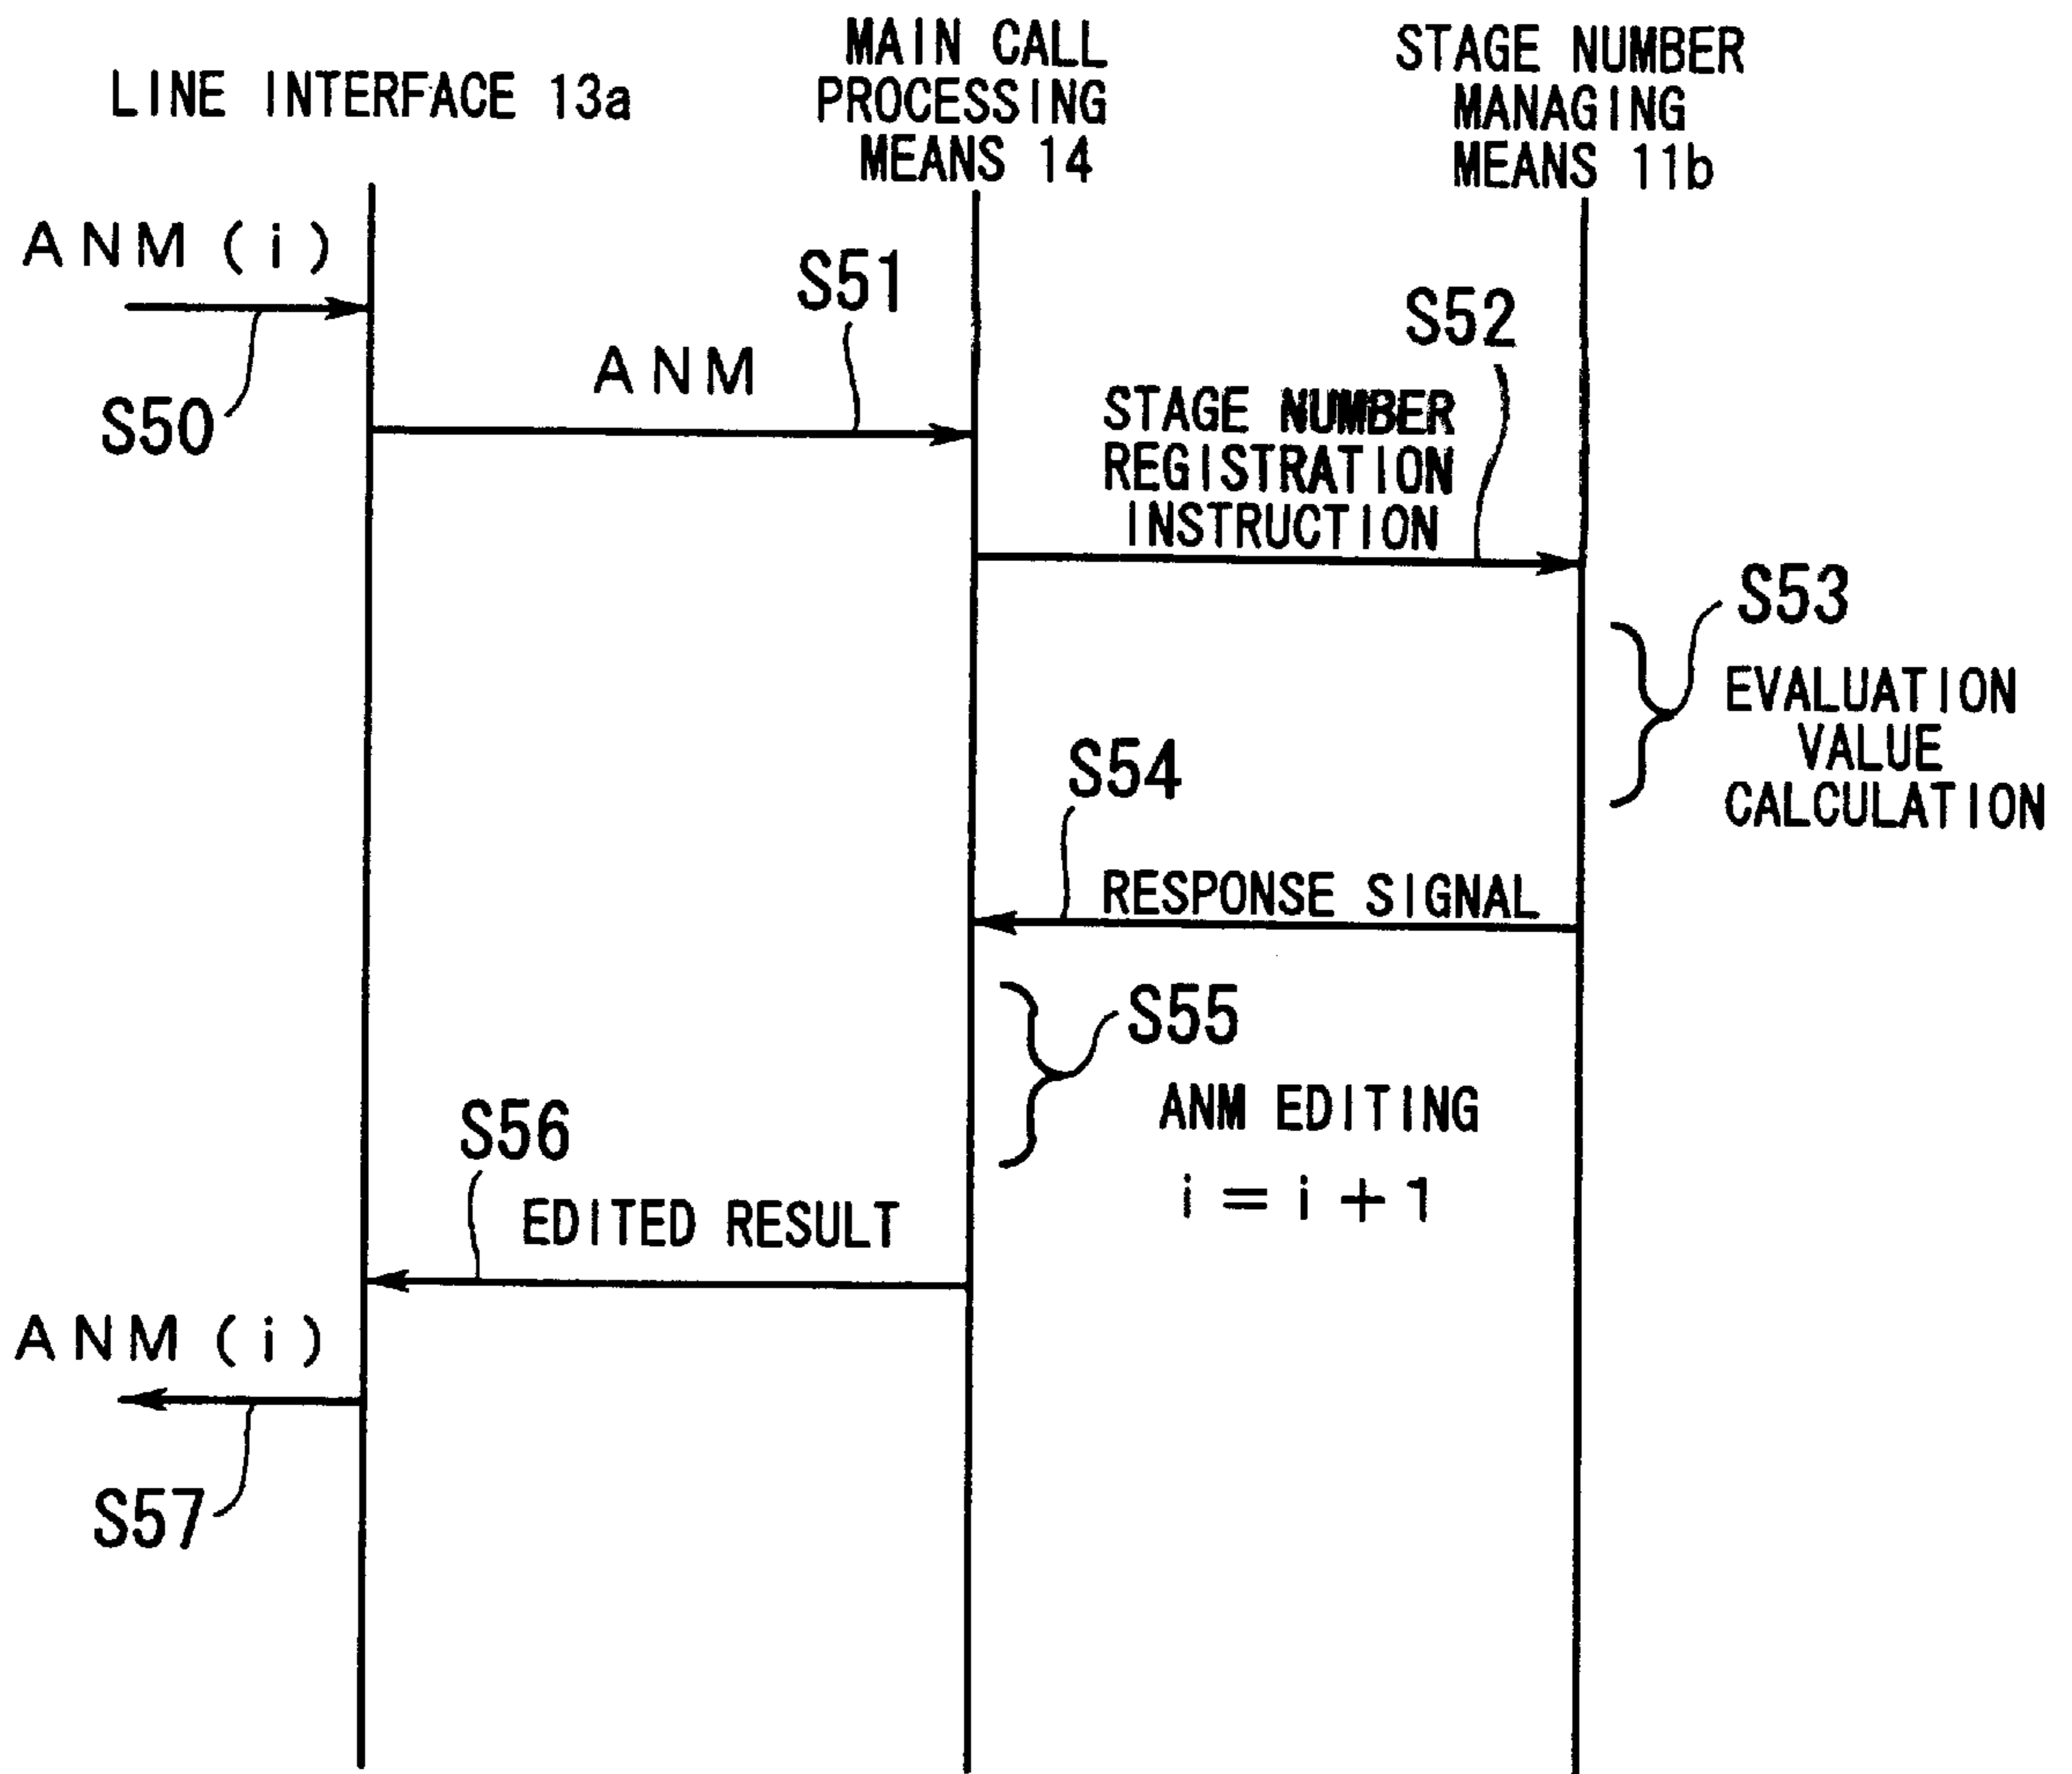 LINE INTERFACE 13a
MAIN CALL
PROCESSING
MEANS 14
STAGE NUMBER
MANAGING
MEANS 11b
ANM(i)
S50
S51
ANM
S52
STAGE NUMBER
REGISTRATION
INSTRUCTION
S53
EVALUATION
VALUE
CALCULATION
S54
RESPONSE SIGNAL
S55
ANM EDITING
i=i+1
S56
EDITED RESULT
ANM(i)
S57